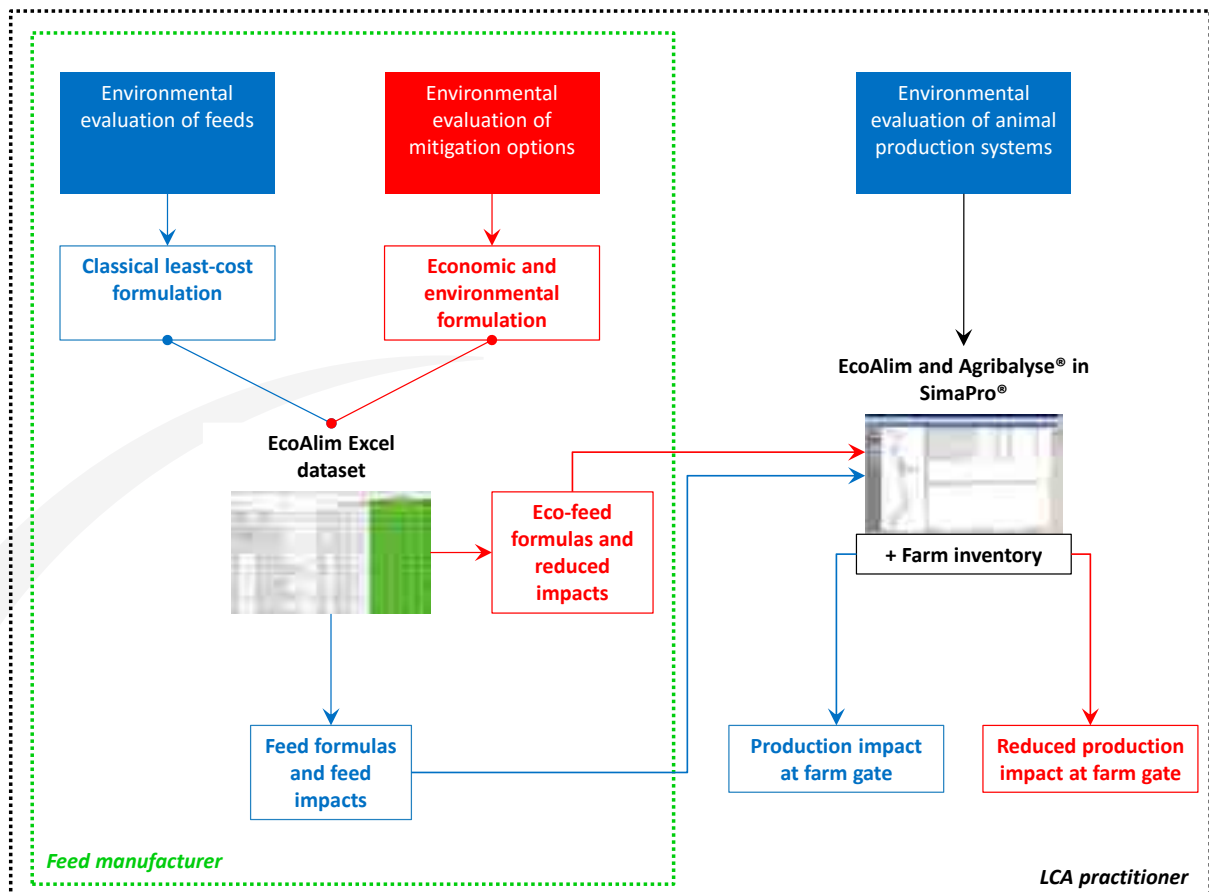 Environmental
evaluation of feeds
Environmental
evaluation of
mitigation options
Environmental
evaluation of animal
production systems
Classical least-cost
formulation
Economic and
environmental
formulation
EcoAlim and Agribalyse® in
SimaPro®
EcoAlim Excel
dataset
Eco-feed
formulas and
reduced
impacts
+ Farm inventory
Feed formulas
and feed
impacts
Production impact
at farm gate
Reduced production
impact at farm gate
Feed manufacturer
LCA practitioner